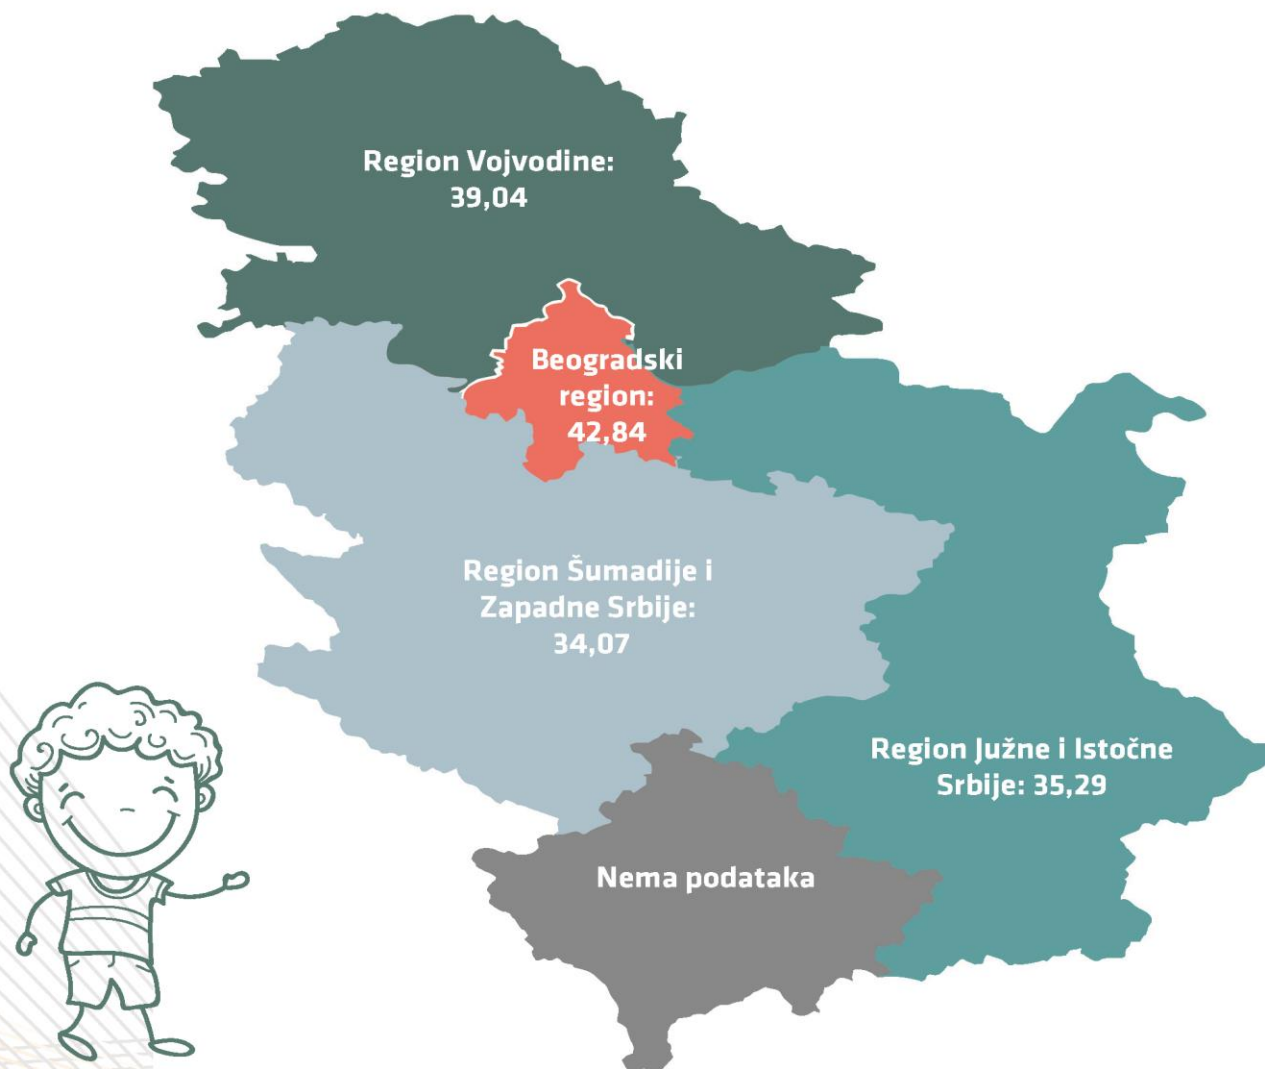 Region Vojvodine:
39,04
Beogradski
region:
42,84
Region Šumadije i
Zapadne Srbije:
34,07
Region Južne i Istočne
Srbije: 35,29
Nema podataka